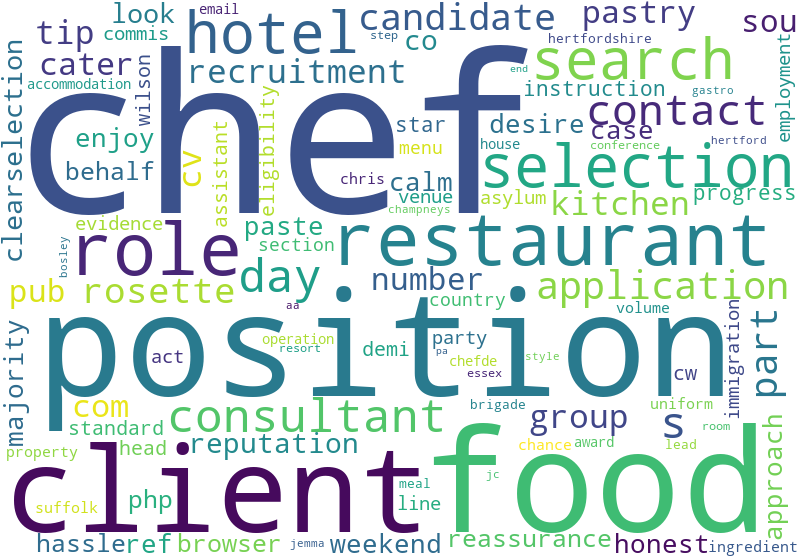 email
look
tip
commis
hotel
candidate
pastry
sou
step
hertfordshire
co
cater
accommodation
recruitment
search
end
gastro
employment
clearselection
wilson
chef
instruction
contact
enjoy
star
desire
case
hertford
behalf
cv
assistant
eligibility
menu
house
conference
selection
chris
calm
venue
asylum
kitchen
progress
champneys
evidence
paste
role
section
restaurant
bosley
day
number
application
pub
rosette
country
aa
volume
position
operation
resort
act
demi
party
pa
chefde
style
essex
cw
immigration
part
majority
com
consultant
brigade
group
s
uniform
standard
head
reputation
chance
award
room
lead
approach
property
client
food
php
meal
line
jc
suffolk
hassle
ref
browser
jemma
weekend
reassurance
honest
ingredient